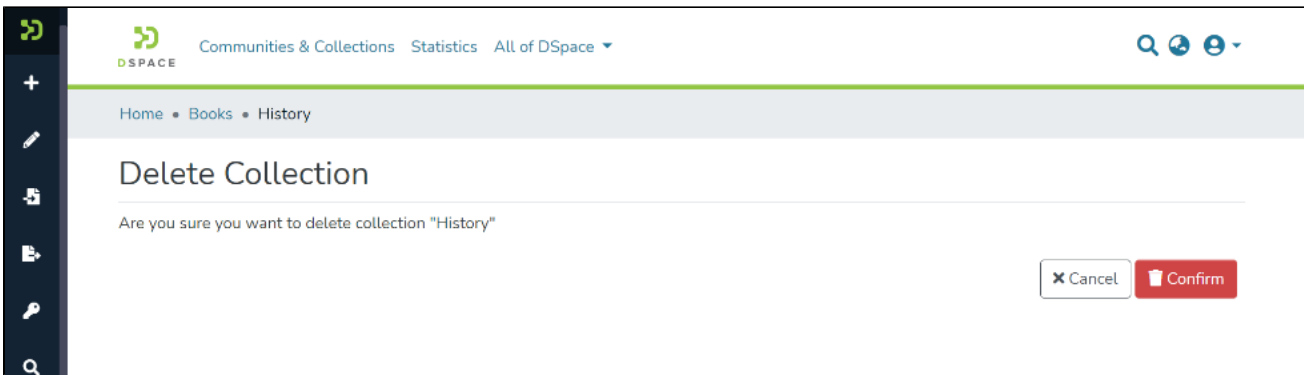 DSPACE
Communities & Collections Statistics All of DSpace
Home • Books • History
Delete Collection
Are you sure you want to delete collection "History"
Cancel Confirm